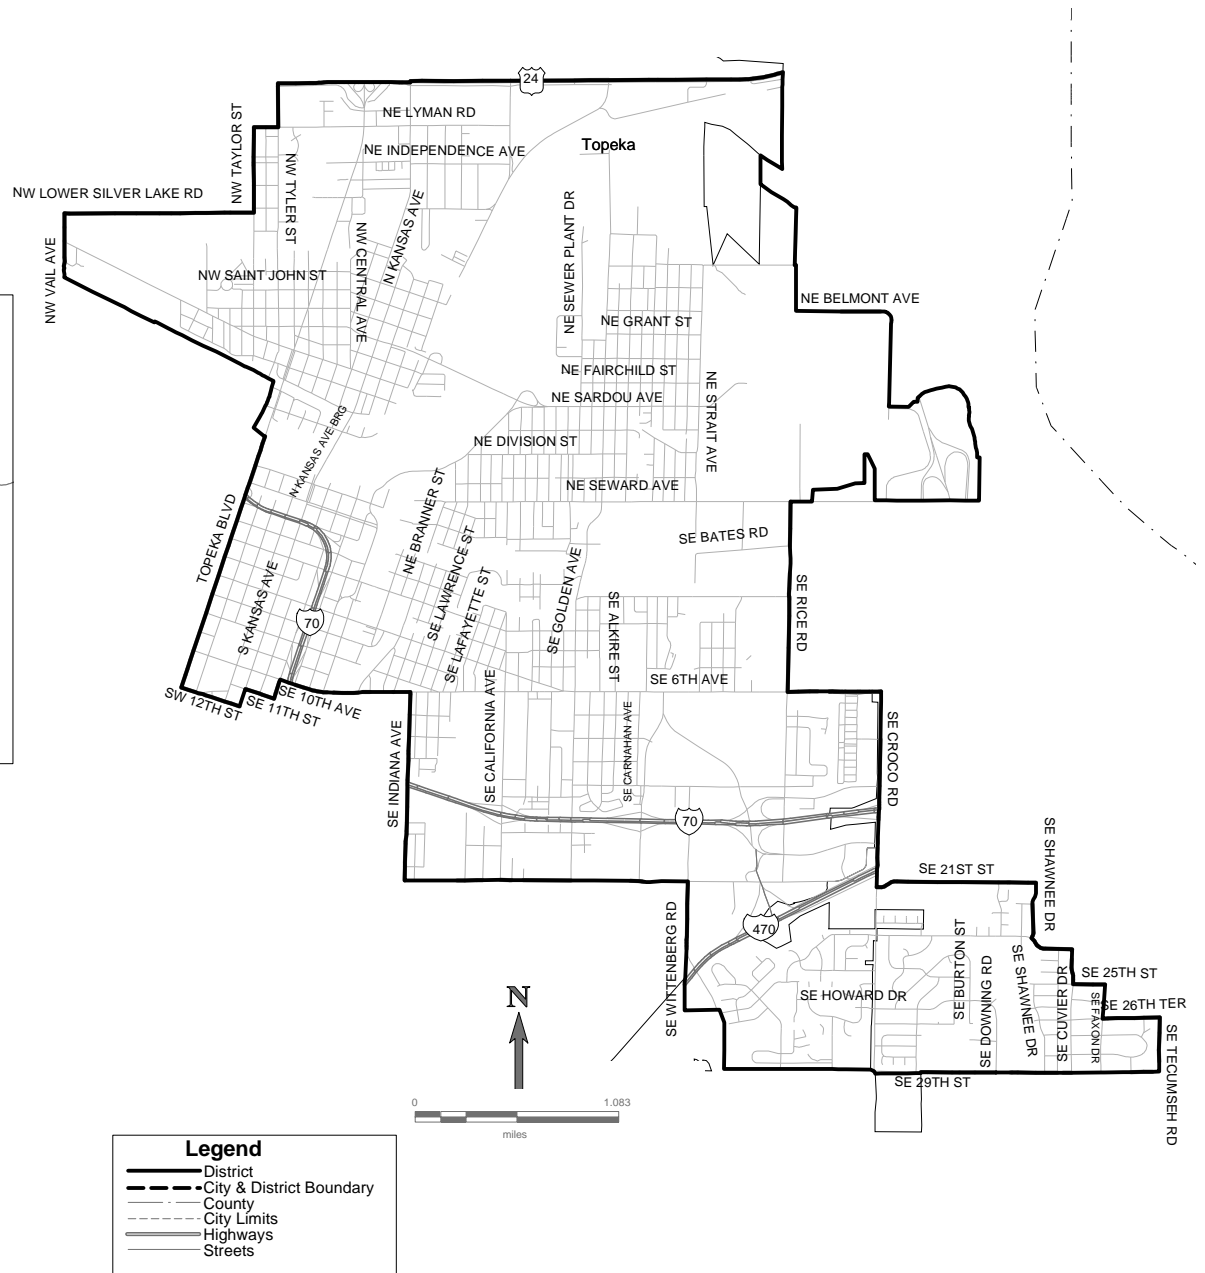 24
NE LYMAN RD
Topeka
NW TAYLOR ST
NE INDEPENDENCE AVE
NW TYLER ST
NW LOWER SILVER LAKE RD
N KANSAS AVE
NE SEWER PLANT DR
NW CENTRAL AVE
NW VAIL AVE
NW SAINT JOHN ST
NE BELMONT AVE
NE GRANT ST
NE FAIRCHILD ST
NE SARDOU AVE
NE STRAIT AVE
N KANSAS AVE BRG
NE DIVISION ST
NE SEWARD AVE
NE BRANNER ST
TOPEKA BLVD
SE BATES RD
SE LAWRENCE ST
SE GOLDEN AVE
SE RICE RD
S KANSAS AVE
SE LAFAYETTE ST
SE ALKIRE ST
70
SE 6TH AVE
SW 12TH ST
SE 11TH ST
SE 10TH AVE
SE INDIANA AVE
SE CALIFORNIA AVE
SE CARNAHAN AVE
SE CROCO RD
70
SE 21ST ST
SE SHAWNEE DR
470
SE WITTENBERG RD
SE BURTON ST
SE DOWNING RD
SE SHAWNEE DR
SE CUVIER DR
SE 25TH ST
SE FAXON DR
SE 26TH TER
SE HOWARD DR
SE 29TH ST
SE TECUMSEH RD
N
0 1.083
miles
Legend
District
City & District Boundary
County
City Limits
Highways
Streets